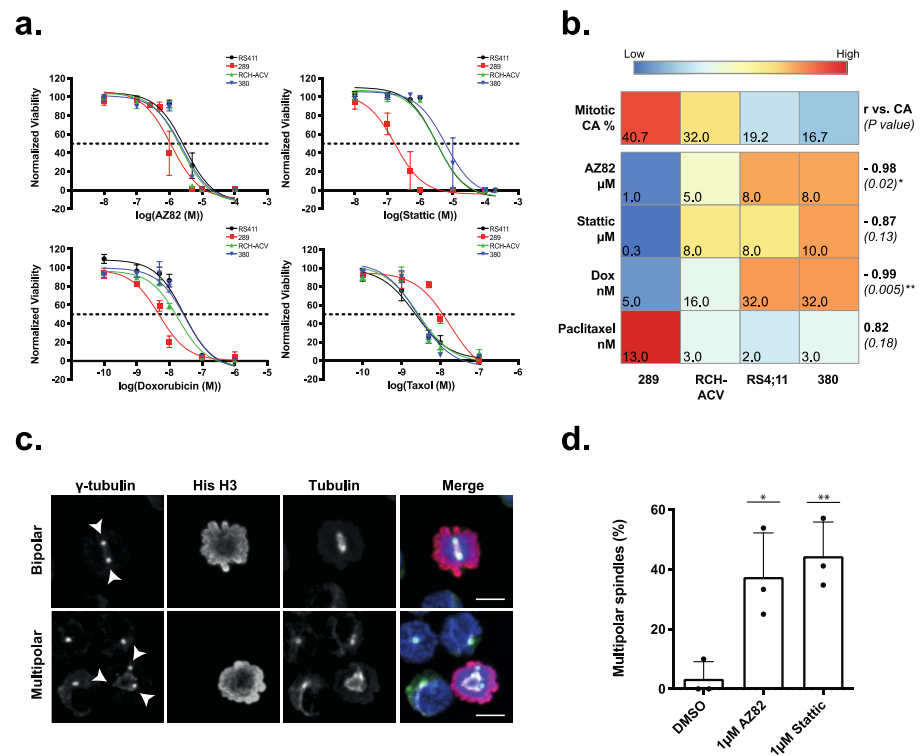 a.
RS411
289
RCH-ACV
380
Normalized Viability
120
100
80
60
40
20
0
-20
-9 -8 -7 -6 -5 -4 -3
log(AZ82 (M))
RS411
289
RCH-ACV
380
Normalized Viability
120
100
80
60
40
20
0
-20
-9 -8 -7 -6 -5 -4 -3
log(Stattic (M))
RS411
289
RCH-ACV
380
Normalized Viability
120
100
80
60
40
20
0
-20
-11 -10 -9 -8 -7 -6 -5
log(Doxorubicin (M))
RS411
289
RCH-ACV
380
Normalized Viability
120
100
80
60
40
20
0
-20
-11 -10 -9 -8 -7 -6
log(Taxol (M))
b.
Low High
Mitotic CA % 40.7 32.0 19.2 16.7 r vs. CA (P value)
AZ82 µM 1.0 5.0 8.0 8.0 - 0.98 (0.02)*
Stattic µM 0.3 8.0 8.0 10.0 - 0.87 (0.13)
Dox nM 5.0 16.0 32.0 32.0 - 0.99 (0.005)**
Paclitaxel nM 13.0 3.0 2.0 3.0 0.82 (0.18)
289 RCH-ACV RS4;11 380
c.
γ-tubulin His H3 Tubulin Merge
Bipolar
Multipolar
d.
Multipolar spindles (%)
60
40
20
0
* **
DMSO
1µM AZ82
1µM Stattic